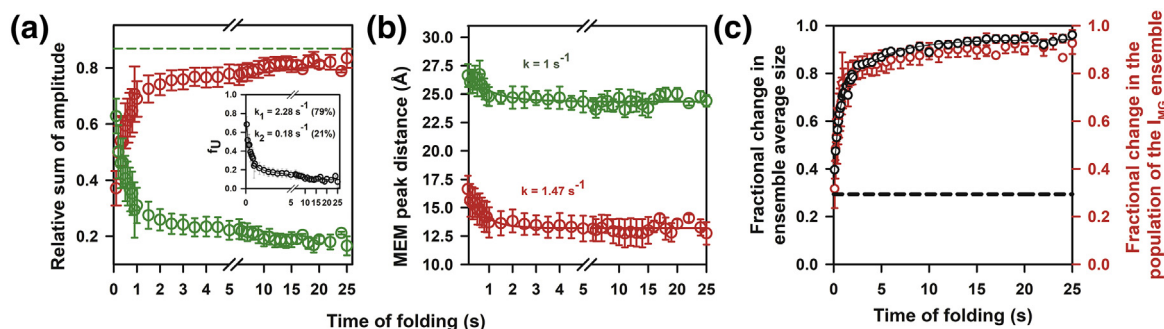 (a)
Relative sum of amplitude
0.8
0.6
0.4
0.2
0 1 2 3 4 5 10 15 20 25
k1 = 2.28 s-1 (79%)
k2 = 0.18 s-1 (21%)
fU
1.0
0.8
0.6
0.4
0.2
0.0
0 5 10 15 20 25
(b)
MEM peak distance (Å)
30.0
27.5
25.0
22.5
20.0
17.5
15.0
12.5
10.0
k = 1 s-1
k = 1.47 s-1
1 2 3 4 5 10 15 20 25
Time of folding (s)
(c)
Fractional change in
ensemble average size
1.0
0.8
0.6
0.4
0.2
0.0
0 5 10 15 20 25
Time of folding (s)
1.0
0.8
0.6
0.4
0.2
0.0
Fractional change in the
population of the IMG ensemble